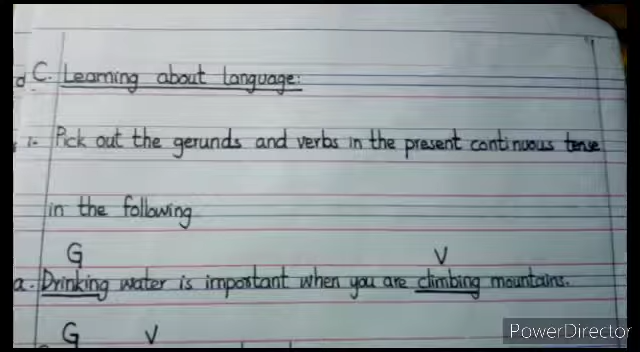 d C. Learning about language:
1. Pick out the gerunds and verbs in the present continuous tense
in the following
G V
a. Drinking water is important when you are climbing mountains.
G V
PowerDirector